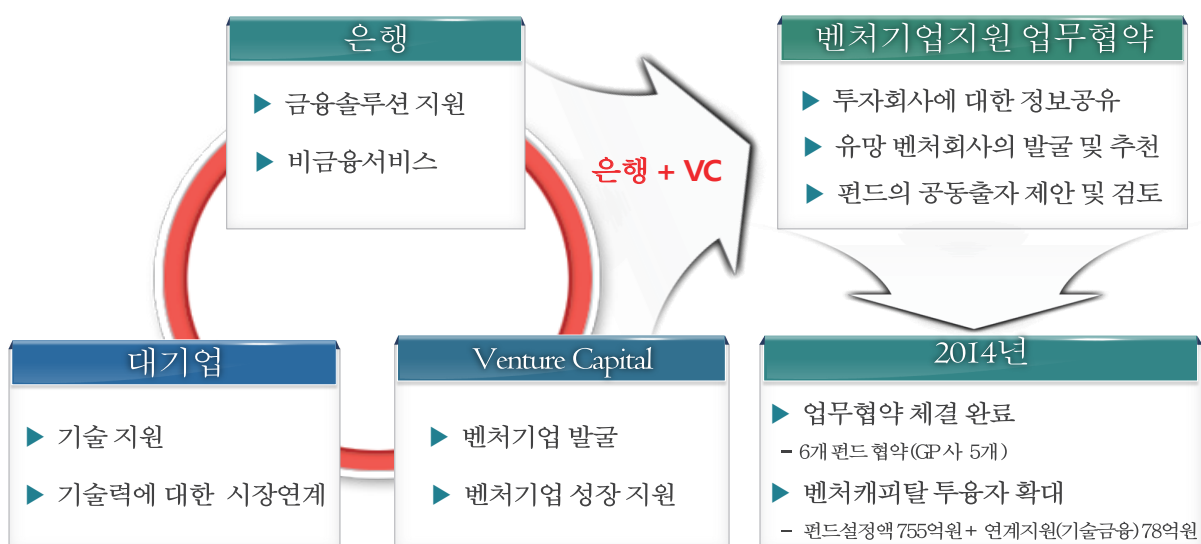 은행
▶ 금융솔루션 지원
▶ 비금융서비스
은행 + VC
벤처기업지원 업무협약
▶ 투자회사에 대한 정보공유
▶ 유망 벤처회사의 발굴 및 추천
▶ 펀드의 공동출자 제안 및 검토
대기업
▶ 기술 지원
▶ 기술력에 대한 시장연계
Venture Capital
▶ 벤처기업 발굴
▶ 벤처기업 성장 지원
2014년
▶ 업무협약 체결 완료
- 6개 펀드 협약(GP사 5개)
▶ 벤처캐피탈 투융자 확대
- 펀드설정액 755억원+ 연계지원(기술금융)78억원